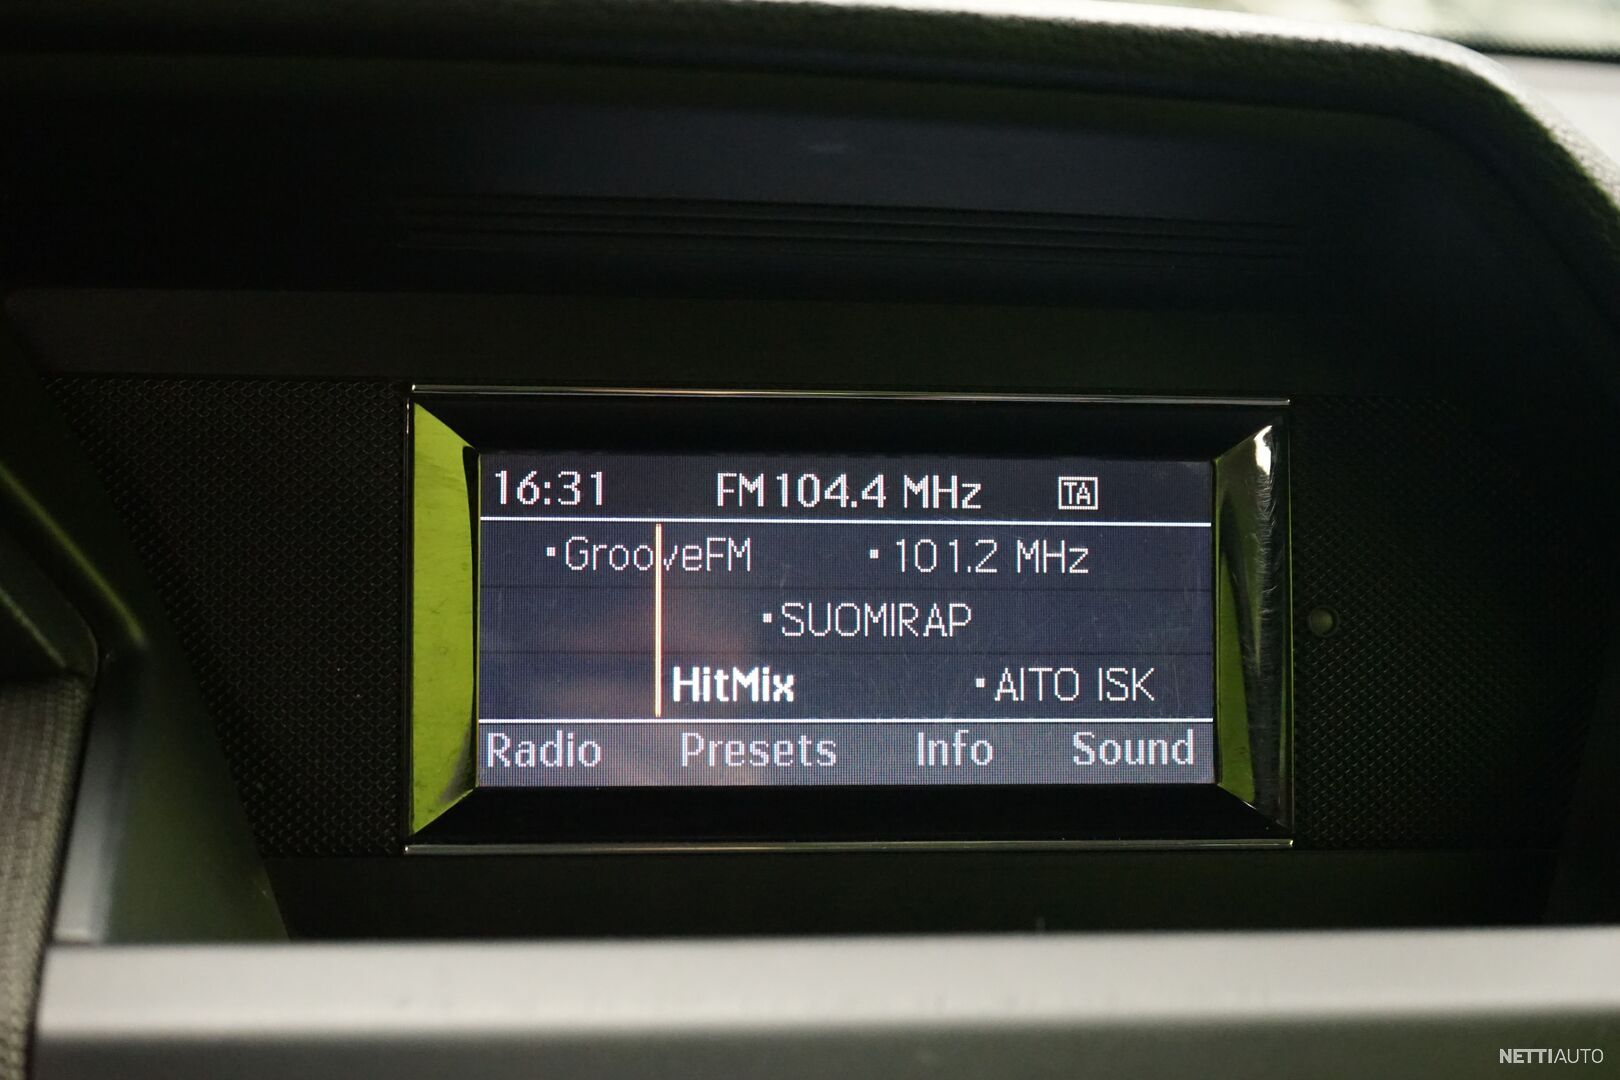 16:31 FM 104.4 MHz TA
GrooveFM 101.2 MHz
SUOMIRAP
HitMix AITO ISK
Radio Presets Info Sound
NETTIAUTO